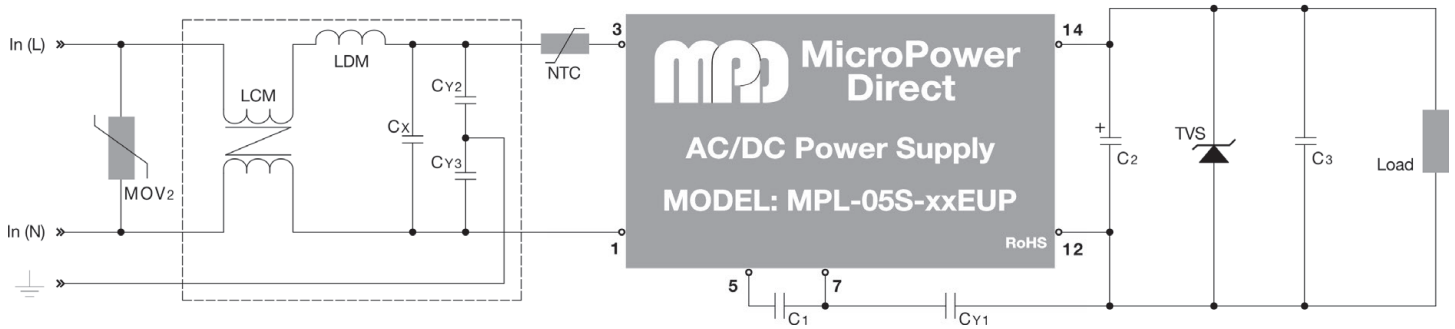 In (L)
LDM
NTC
3
14
MPD
MicroPower
Direct
LCM
CY2
CX
CY3
MOV2
AC/DC Power Supply
MODEL: MPL-05S-xxEUP
RoHS
+
C2
TVS
C3
Load
In (N)
1
12
5
7
C1
CY1